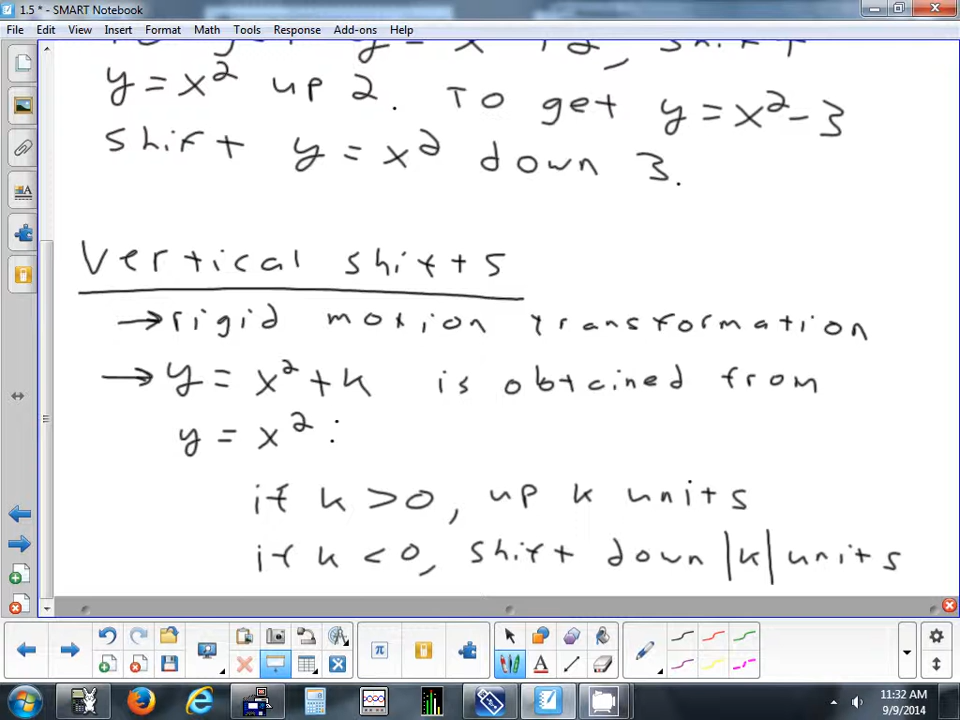 1.5 * - SMART Notebook
File Edit View Insert Format Math Tools Response Add-ons Help
y = x² up 2. To get y = x² - 3
shift y = x² down 3.
Vertical shifts
→ rigid motion transformation
→ y = x² + k is obtained from
y = x² :
if k > 0, up k units
if k < 0, shift down |k| units
11:32 AM
9/9/2014